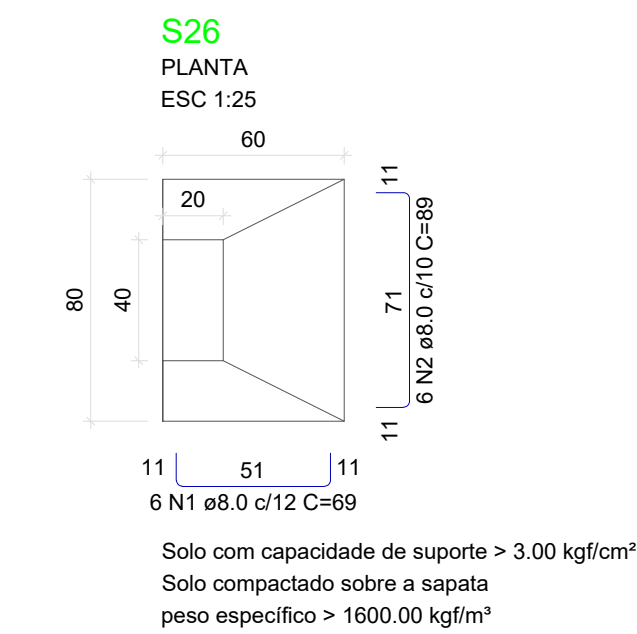 S26
PLANTA
ESC 1:25
60
20
80
40
11
71
11
6 N2 ø8.0 c/10 C=89
11
51
11
6 N1 ø8.0 c/12 C=69
Solo com capacidade de suporte > 3.00 kgf/cm²
Solo compactado sobre a sapata
peso específico > 1600.00 kgf/m³